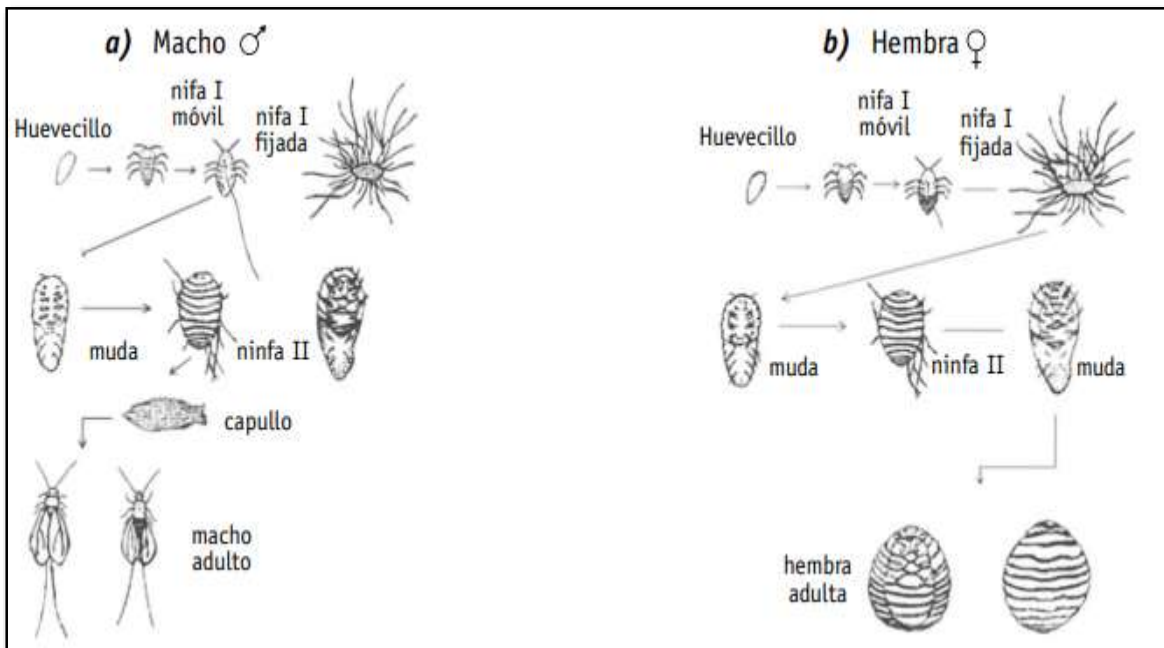 a) Macho ♂
Huevecillo
nifa I
móvil
nifa I
fijada
muda
ninfa II
capullo
macho
adulto
b) Hembra ♀
Huevecillo
nifa I
móvil
nifa I
fijada
muda
ninfa II
muda
hembra
adulta